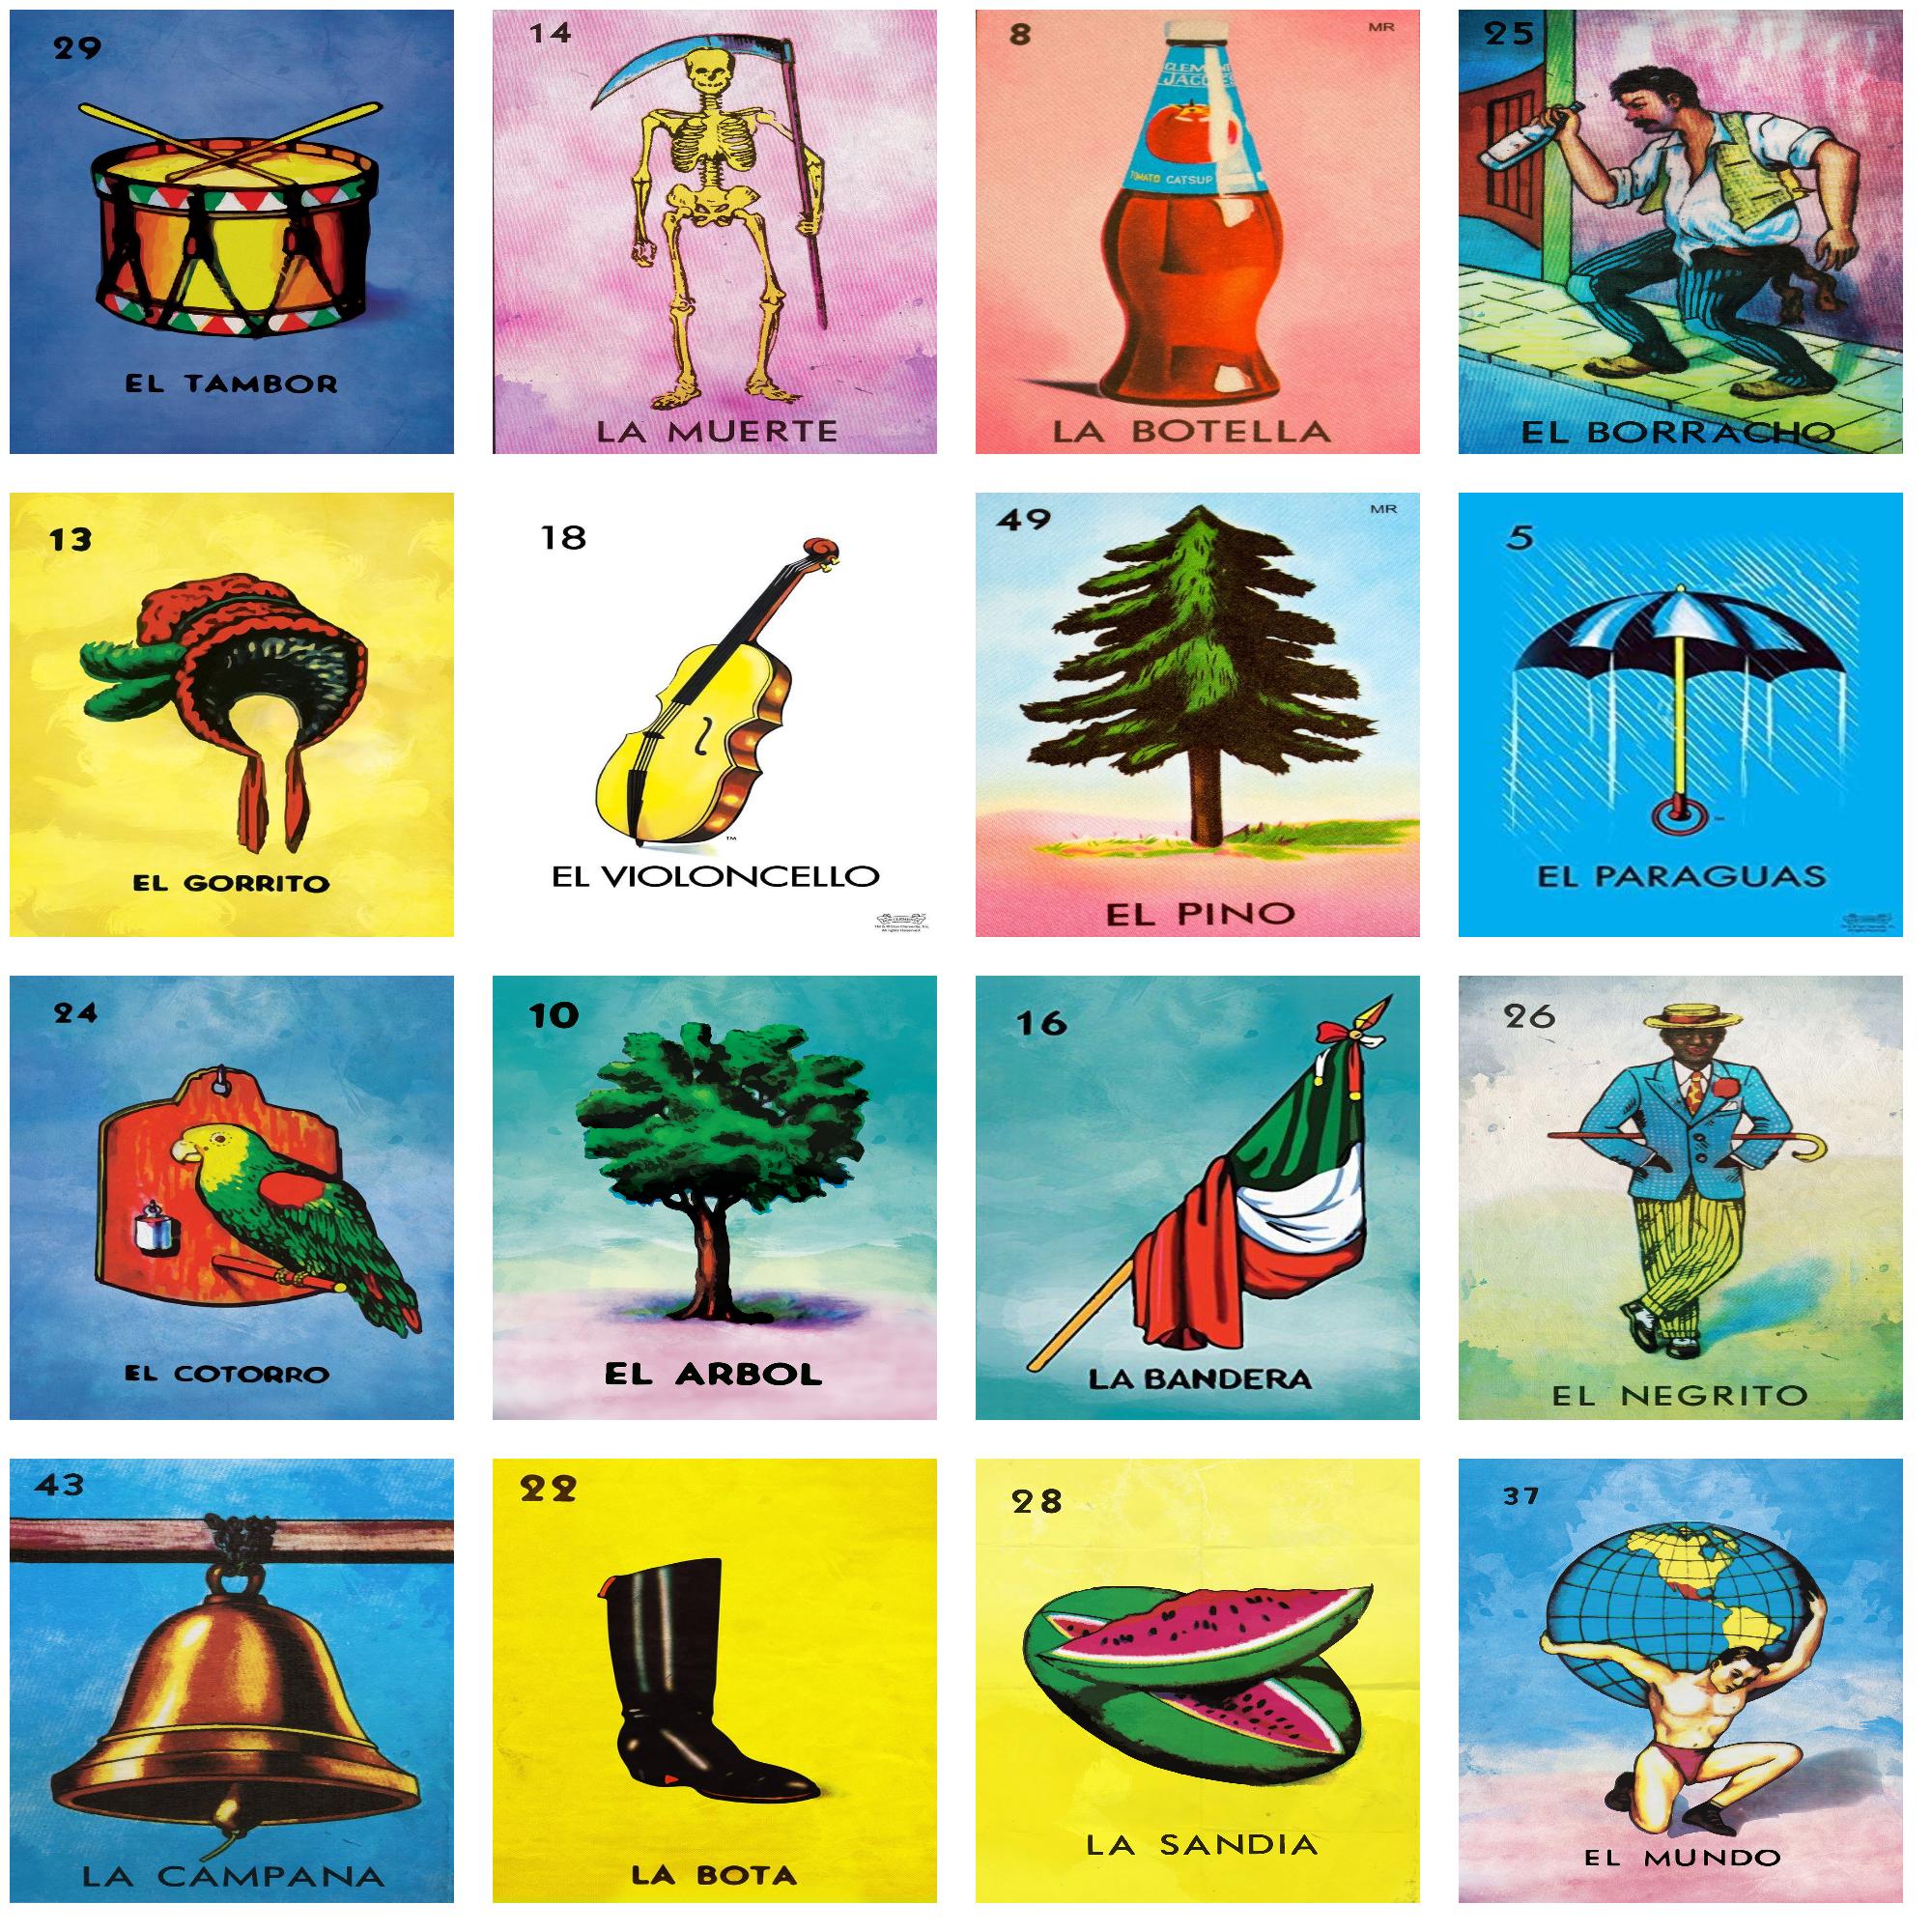 29
EL TAMBOR
14
LA MUERTE
8
MR
CLEMENTE
JACQUES
TOMATO CATSUP
LA BOTELLA
25
EL BORRACHO
13
EL GORRITO
18
TM
EL VIOLONCELLO
49
MR
EL PINO
5
EL PARAGUAS
24
EL COTORRO
10
EL ARBOL
16
LA BANDERA
26
EL NEGRITO
43
LA CAMPANA
22
LA BOTA
28
LA SANDIA
37
EL MUNDO